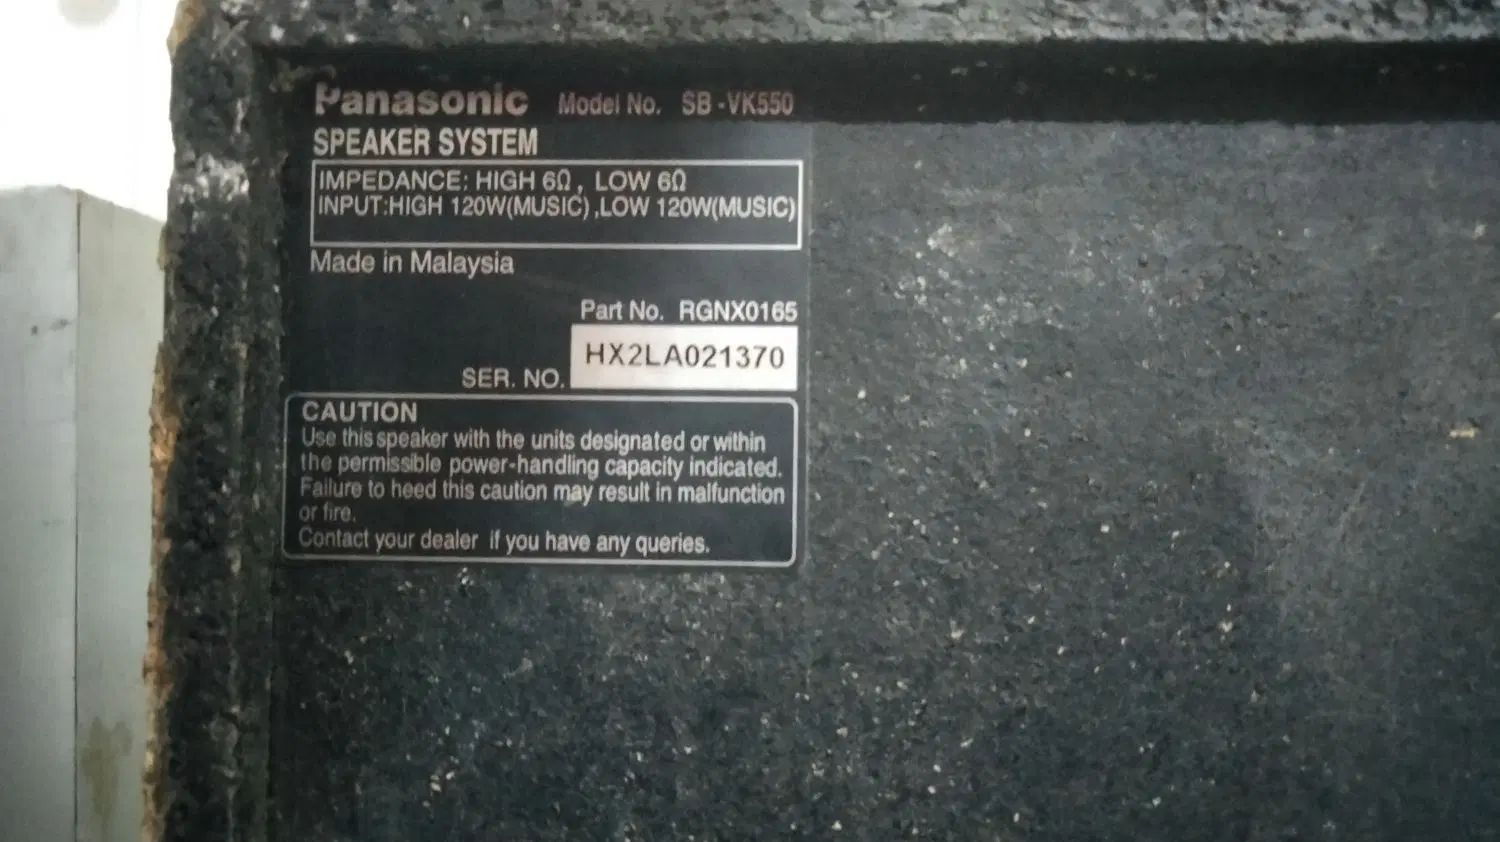 Panasonic Model No. SB-VK550
SPEAKER SYSTEM
IMPEDANCE: HIGH 6Ω, LOW 6Ω
INPUT:HIGH 120W(MUSIC),LOW 120W(MUSIC)
Made in Malaysia
Part No. RGNX0165
HX2LA021370
SER. NO.
CAUTION
Use this speaker with the units designated or within
the permissible power-handling capacity indicated.
Failure to heed this caution may result in malfunction
or fire.
Contact your dealer if you have any queries.